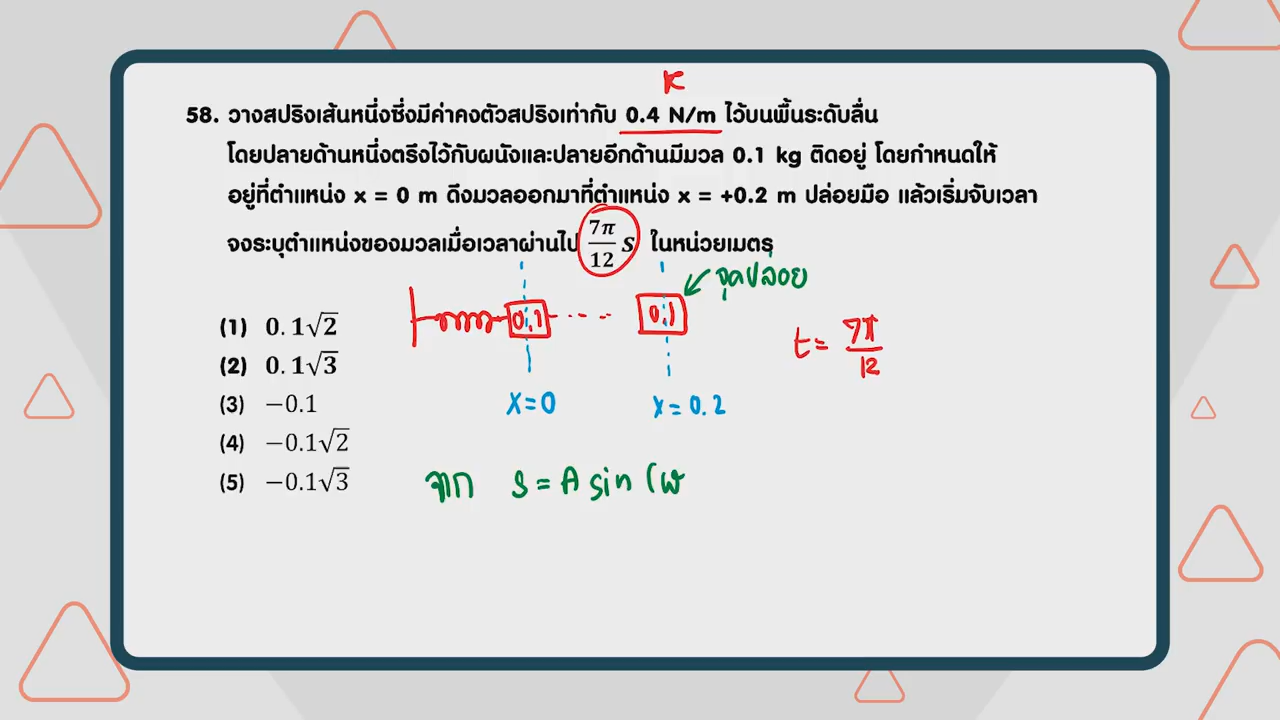 K
58. วางสปริงเส้นหนึ่งซึ่งมีค่าคงตัวสปริงเท่ากับ 0.4 N/m ไว้บนพื้นระดับลื่น
โดยปลายด้านหนึ่งตรึงไว้กับผนังและปลายอีกด้านมีมวล 0.1 kg ติดอยู่ โดยกำหนดให้
อยู่ที่ตำแหน่ง x = 0 m ดึงมวลออกมาที่ตำแหน่ง x = +0.2 m ปล่อยมือ แล้วเริ่มจับเวลา
จงระบุตำแหน่งของมวลเมื่อเวลาผ่านไป 7π/12 S ในหน่วยเมตร
จุดปล่อย
0.1 0.1
t = 7π/12
x = 0 x = 0.2
(1) 0.1√2
(2) 0.1√3
(3) −0.1
(4) −0.1√2
(5) −0.1√3
จาก S = A sin (ω